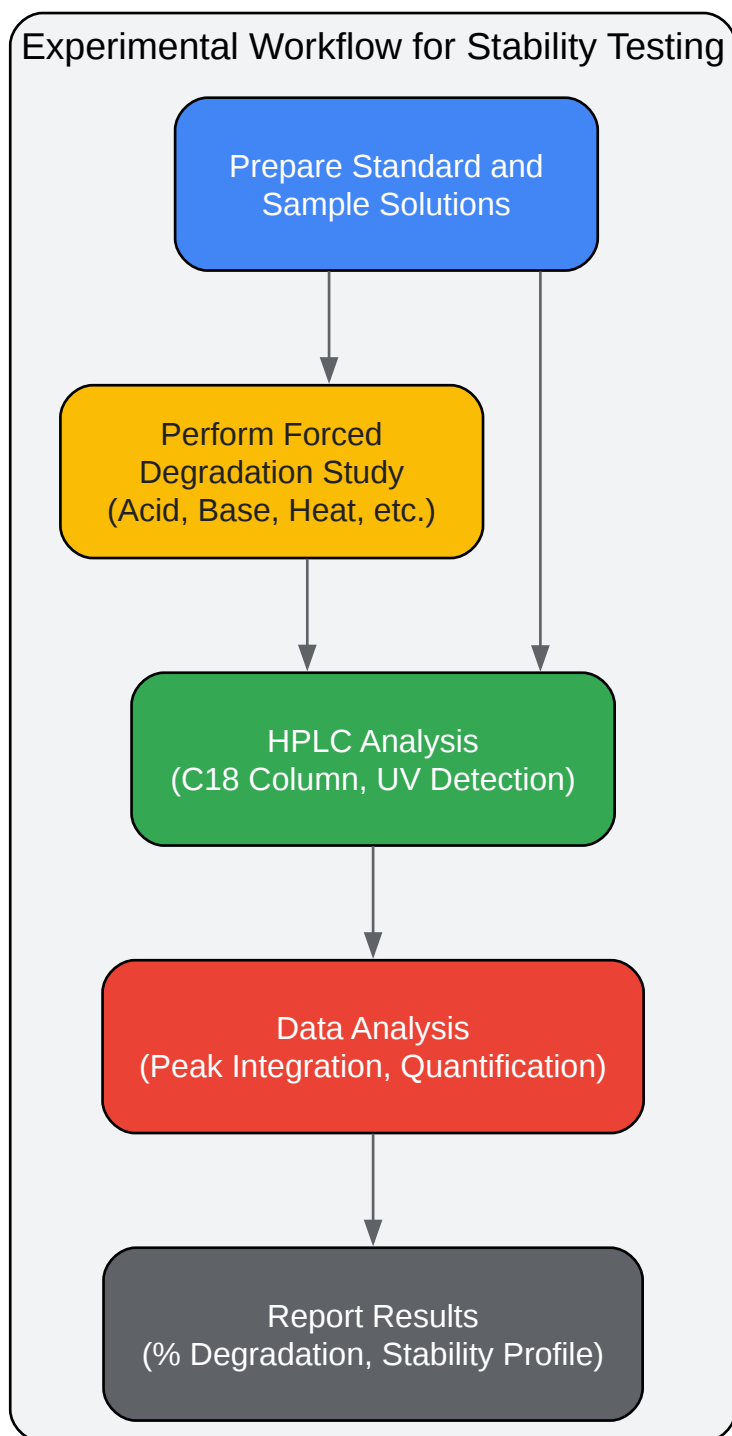 Experimental Workflow for Stability Testing
Prepare Standard and
Sample Solutions
Perform Forced
Degradation Study
(Acid, Base, Heat, etc.)
HPLC Analysis
(C18 Column, UV Detection)
Data Analysis
(Peak Integration, Quantification)
Report Results
(% Degradation, Stability Profile)